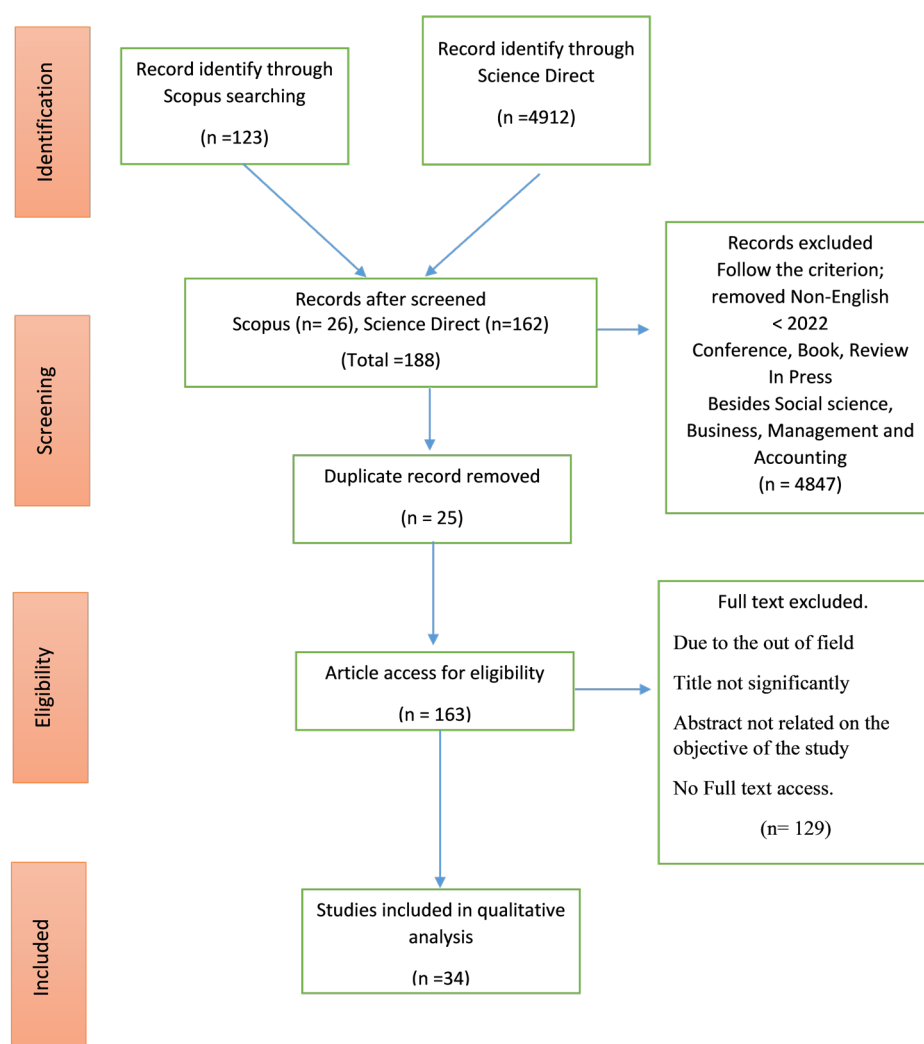 Identification
Record identify through
Scopus searching
(n =123)
Record identify through
Science Direct
(n =4912)
Screening
Records after screened
Scopus (n= 26), Science Direct (n=162)
(Total =188)
Records excluded
Follow the criterion;
removed Non-English
< 2022
Conference, Book, Review
In Press
Besides Social science,
Business, Management and
Accounting
(n = 4847)
Duplicate record removed
(n = 25)
Eligibility
Article access for eligibility
(n = 163)
Full text excluded.
Due to the out of field
Title not significantly
Abstract not related on the
objective of the study
No Full text access.
(n= 129)
Included
Studies included in qualitative
analysis
(n =34)